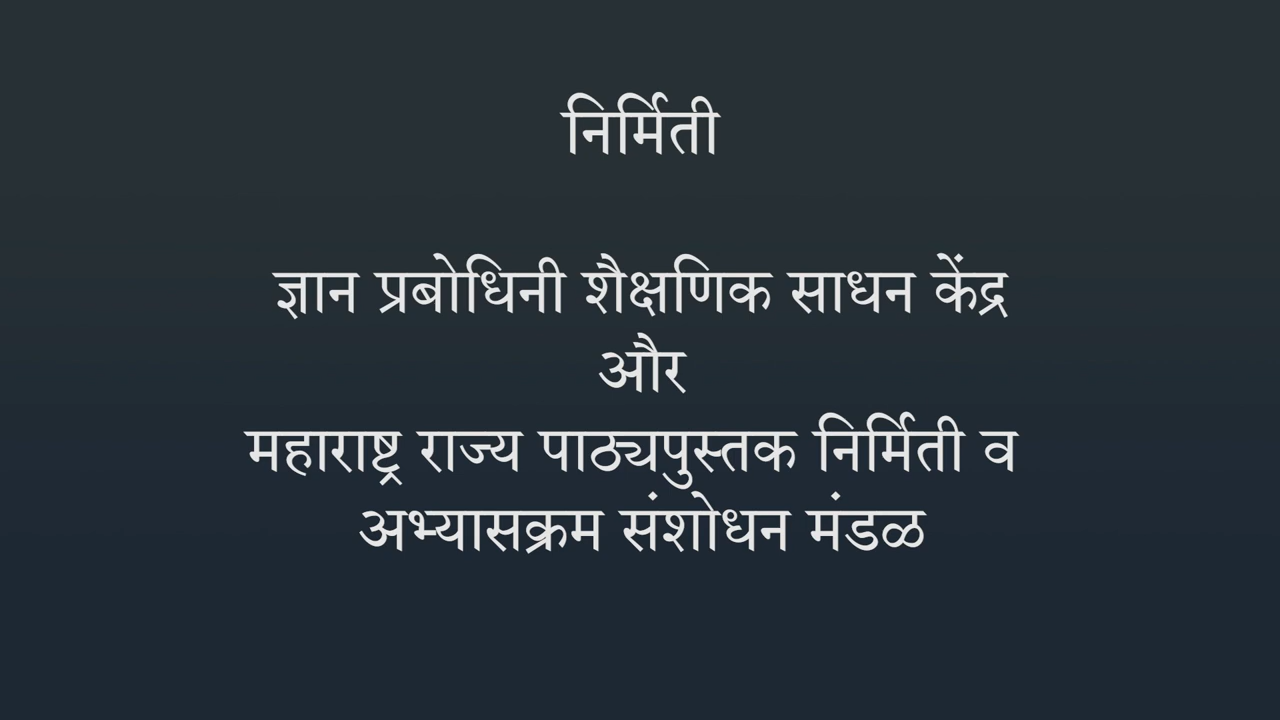 निर्मिती
ज्ञान प्रबोधिनी शैक्षणिक साधन केंद्र
और
महाराष्ट्र राज्य पाठ्यपुस्तक निर्मिती व
अभ्यासक्रम संशोधन मंडळ